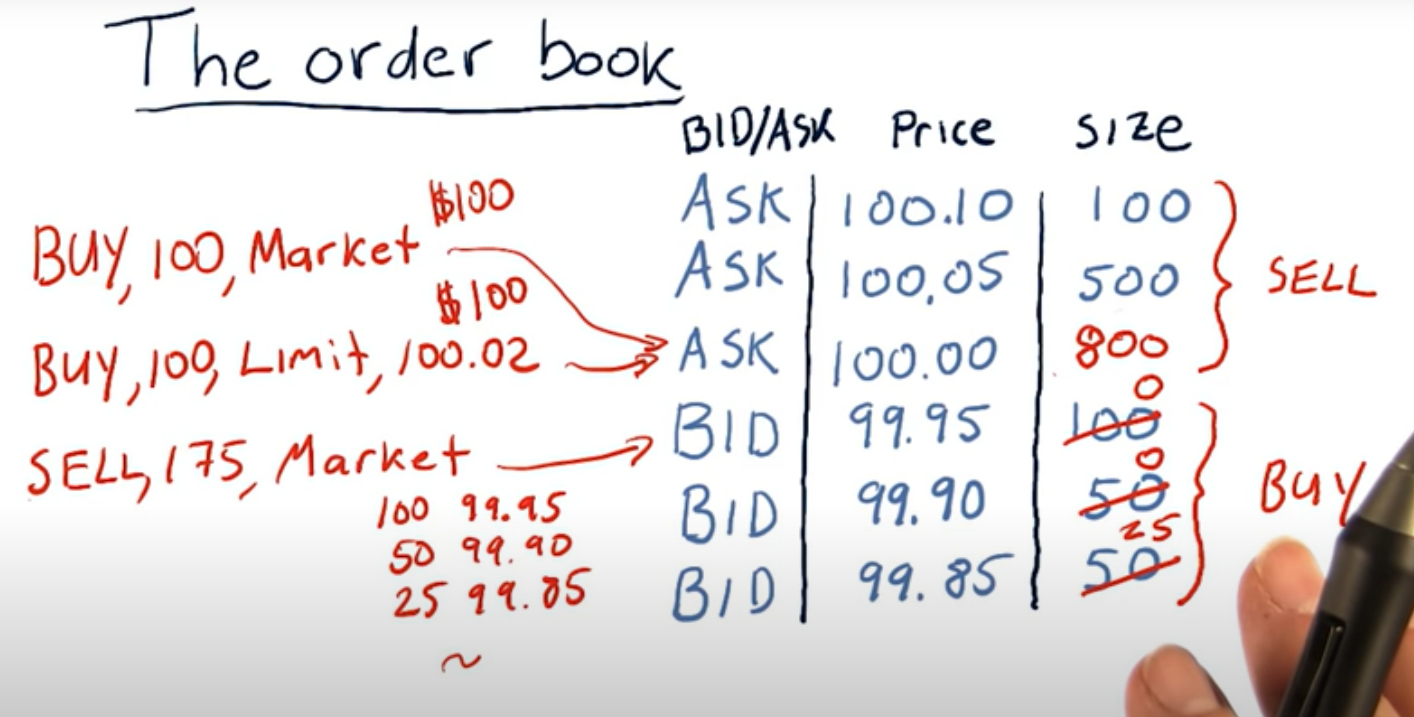 The order book
BID/ASK Price SIZE
$100
BUY, 100, Market
$100
BUY, 100, Limit, 100.02
SELL, 175, Market
100 99.95
50 99.90
25 99.85
~
ASK 100.10 100
ASK 100.05 500
ASK 100.00 800
0
BID 99.95 100
0
BID 99.90 50
25
BID 99.85 50
SELL
BUY